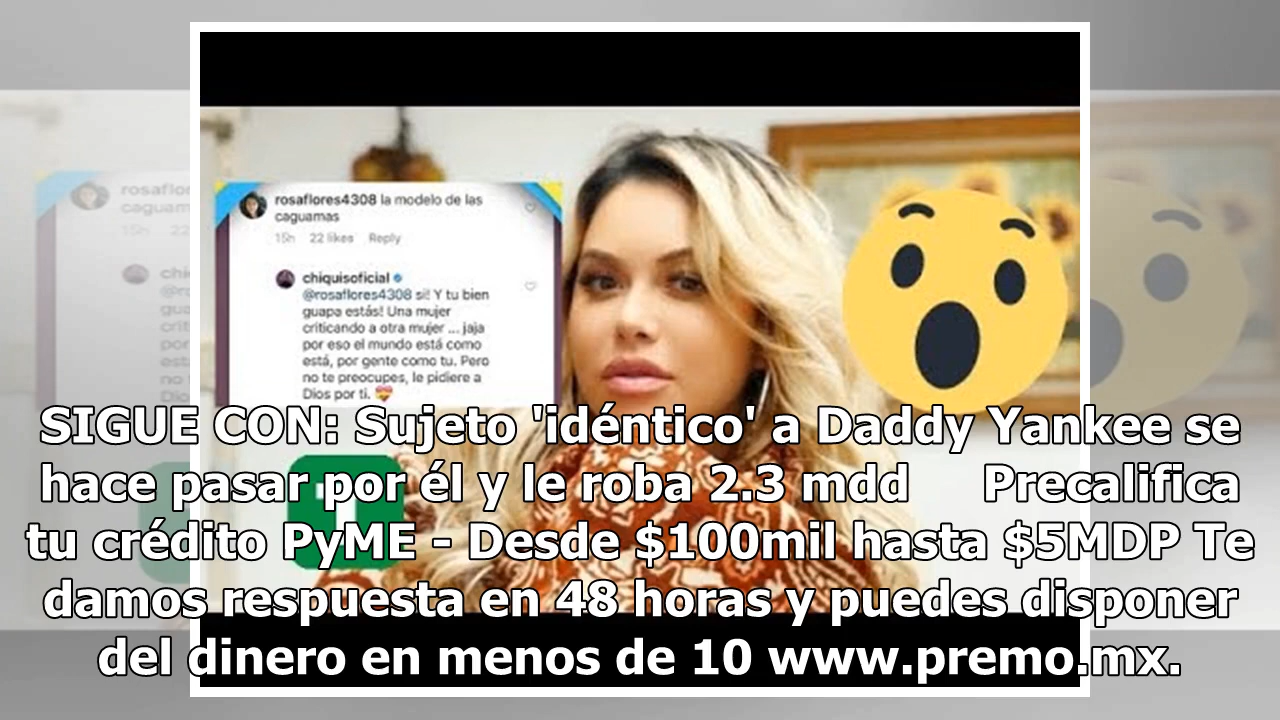 rosaflores4308 la modelo de las
caguamas
15h 22 likes Reply
chiquisoficial
@rosaflores4308 si! Y tu bien
guapa estás! Una mujer
criticando a otra mujer ... jaja
por eso el mundo está como
está, por gente como tu. Pero
no te preocupes, le pidiere a
Dios por ti.
SIGUE CON: Sujeto 'idéntico' a Daddy Yankee se
hace pasar por él y le roba 2.3 mdd Precalifica
tu crédito PyME - Desde $100mil hasta $5MDP Te
damos respuesta en 48 horas y puedes disponer
del dinero en menos de 10 www.premo.mx.